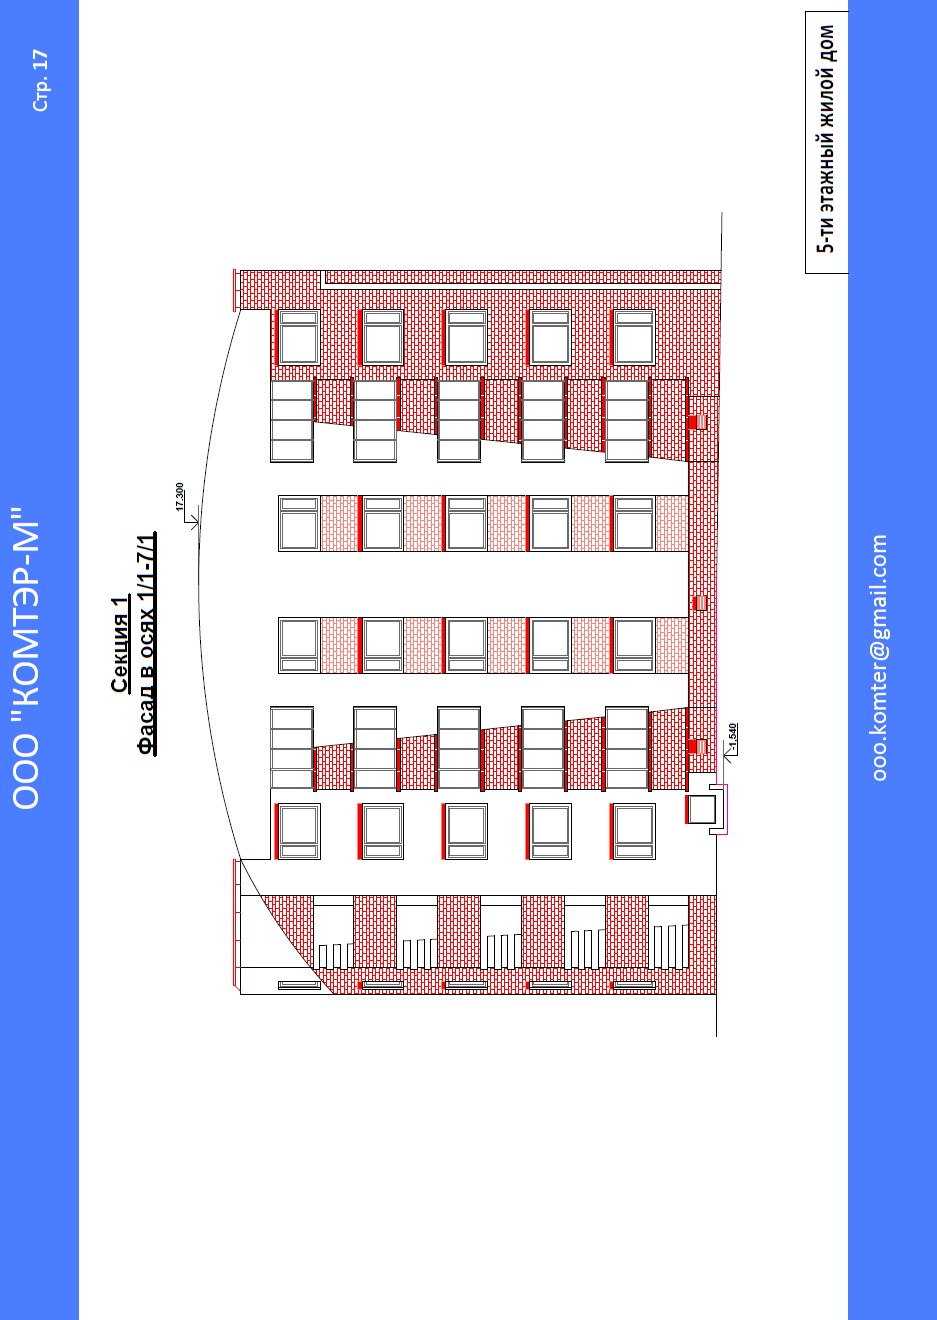 ООО "КОМТЭР-М"
Стр. 17
Секция 1
Фасад в осях 1/1-7/1
17.300
-1,540
5-ти этажный жилой дом
ooo.komter@gmail.com